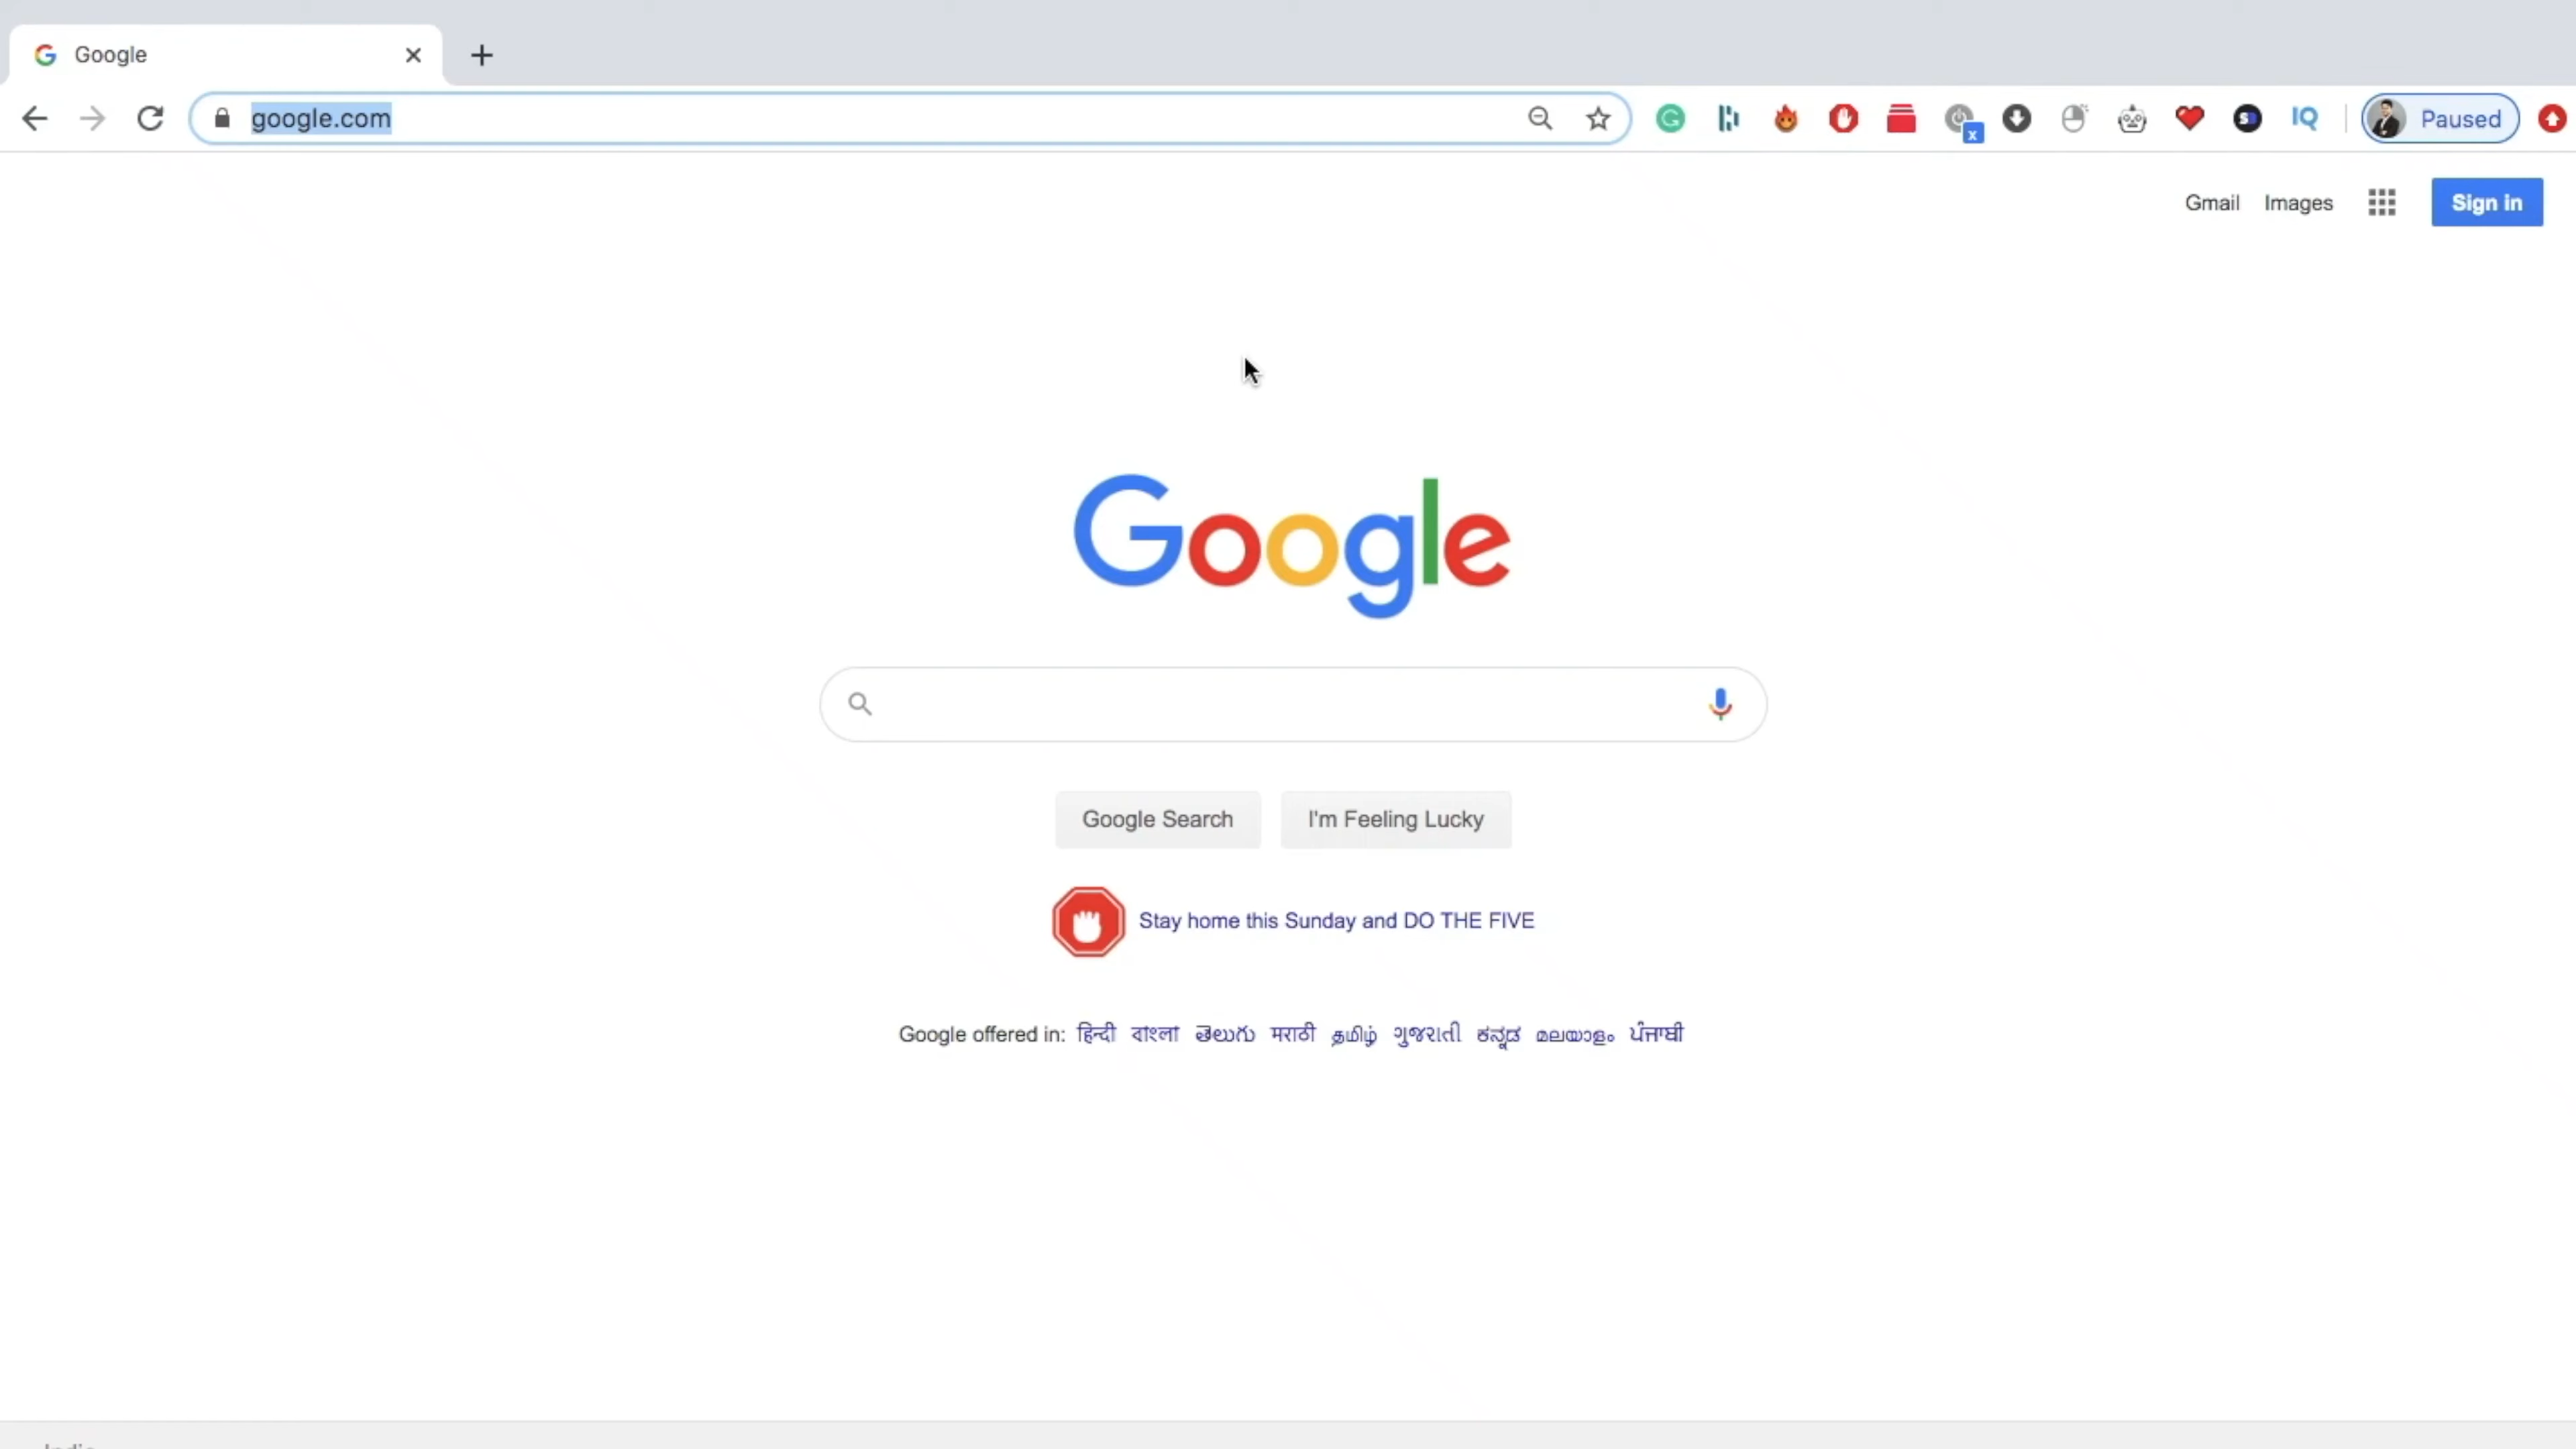 Google
google.com
IQ
Paused
Gmail Images
Sign in
Google
Google Search I'm Feeling Lucky
Stay home this Sunday and DO THE FIVE
Google offered in: हिन्दी বাংলা తెలుగు मराठी தமிழ் ગુજરાતી ಕನ್ನಡ മലയാളം ਪੰਜਾਬੀ